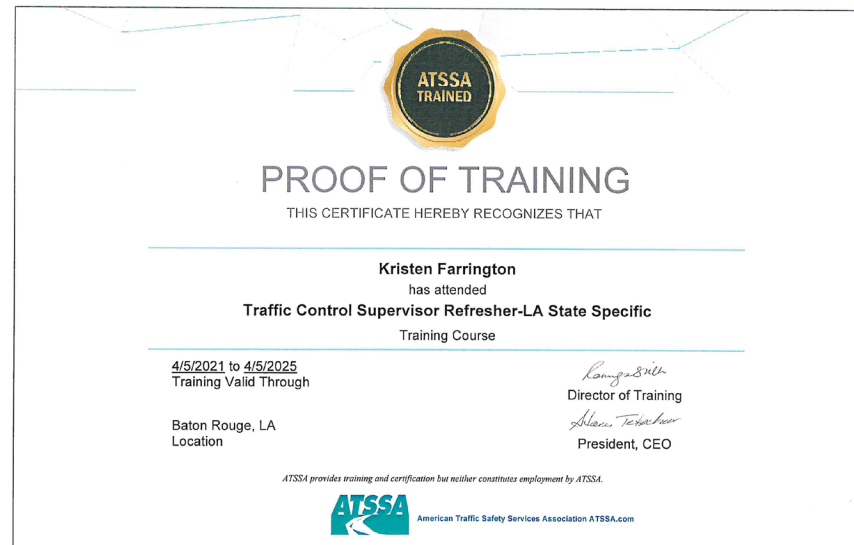 ATSSA
TRAINED
PROOF OF TRAINING
THIS CERTIFICATE HEREBY RECOGNIZES THAT
Kristen Farrington
has attended
Traffic Control Supervisor Refresher-LA State Specific
Training Course
4/5/2021 to 4/5/2025
Training Valid Through
Director of Training
Baton Rouge, LA
Location
President, CEO
ATSSA provides training and certification but neither constitutes employment by ATSSA.
ATSSA
American Traffic Safety Services Association ATSSA.com